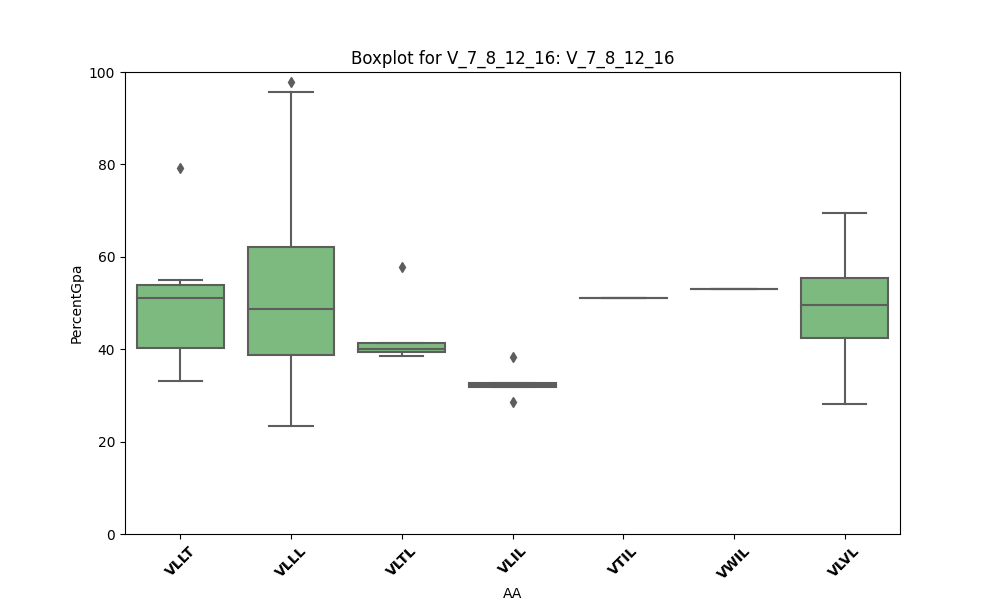 Boxplot for V_7_8_12_16: V_7_8_12_16
100
80
60
40
20
0
PercentGpa
VLLT
VLLL
VLTL
VLIL
VTIL
VWIL
VLVL
AA